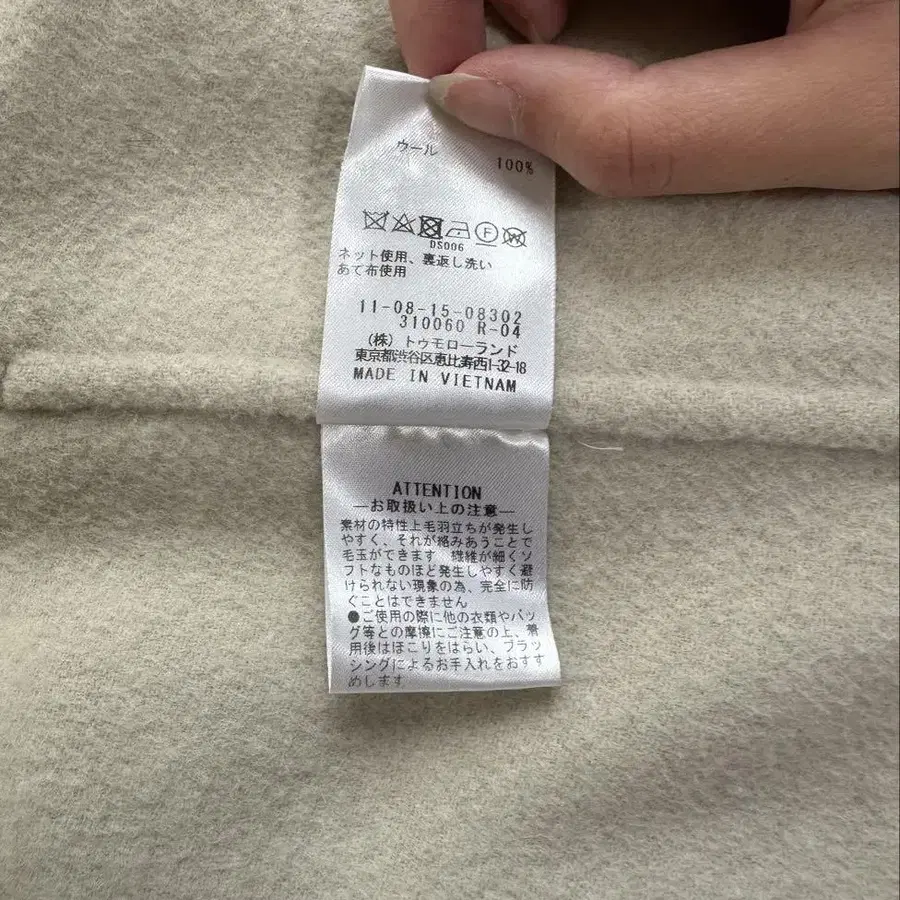 ウール
100%
F W
DS006
ネット使用、裏返し洗い
あて布使用
11-08-15-08302
310060 R-04
(株) トゥモローランド
東京都渋谷区恵比寿西1-32-18
MADE IN VIETNAM
ATTENTION
―お取扱い上の注意―
素材の特性上毛羽立ちが発生し
やすく、それが絡みあうことで
毛玉ができます 繊維が細くソ
フトなものほど発生しやすく避
けられない現象の為、完全に防
ぐことはできません
●ご使用の際に他の衣類やバッ
グ等との摩擦にご注意の上、着
用後はほこりをはらい、ブラッ
シングによるお手入れをおすす
めします